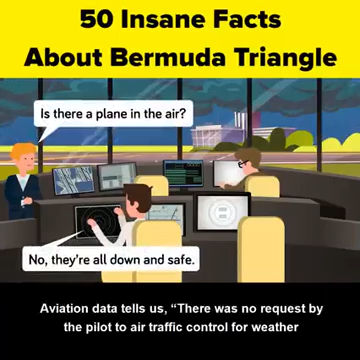 50 Insane Facts
About Bermuda Triangle
Is there a plane in the air?
No, they're all down and safe.
Aviation data tells us, “There was no request by
the pilot to air traffic control for weather